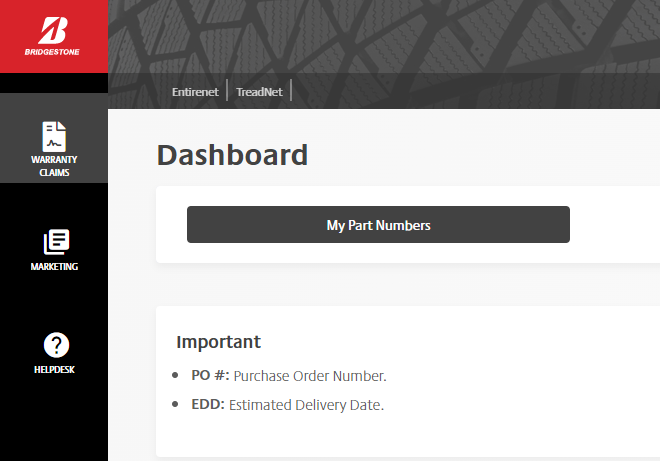 BRIDGESTONE
Entirenet
TreadNet
WARRANTY
CLAIMS
MARKETING
HELPDESK
Dashboard
My Part Numbers
Important
PO #: Purchase Order Number.
EDD: Estimated Delivery Date.